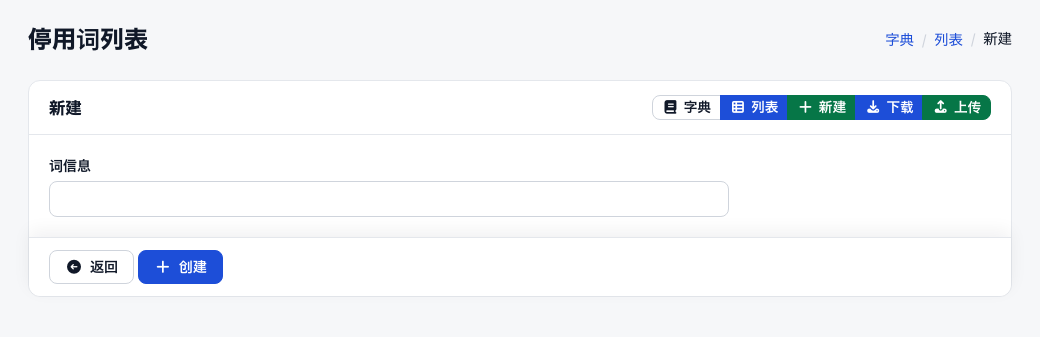 停用词列表
字典 / 列表 / 新建
新建
字典 列表 新建 下载 上传
词信息
返回 创建